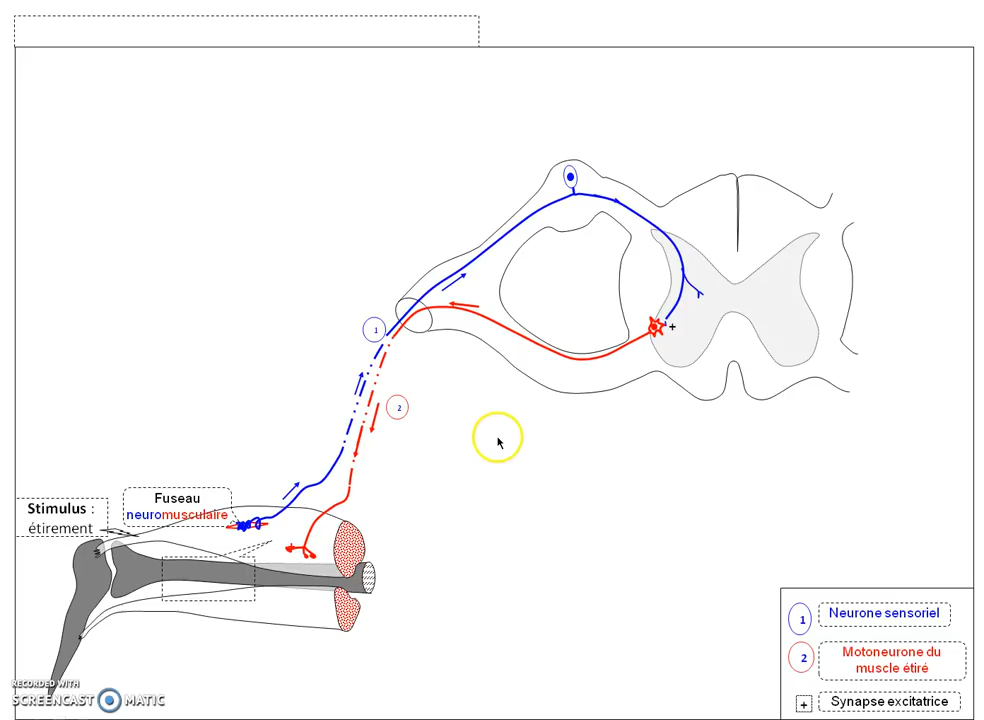 +
1
2
Fuseau
neuromusculaire
Stimulus :
étirement
1
Neurone sensoriel
2
Motoneurone du
muscle étiré
+
Synapse excitatrice
RECORDED WITH
SCREENCAST MATIC